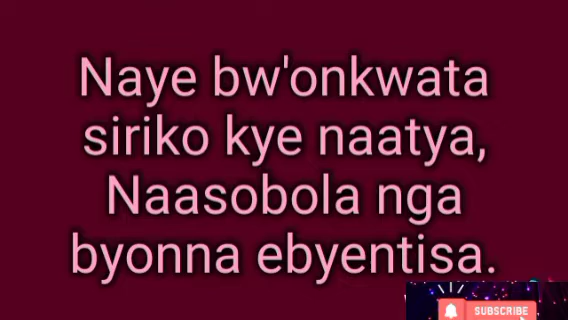 Naye bw'onkwata
siriko kye naatya,
Naasobola nga
byonna ebyentisa.
SUBSCRIBE